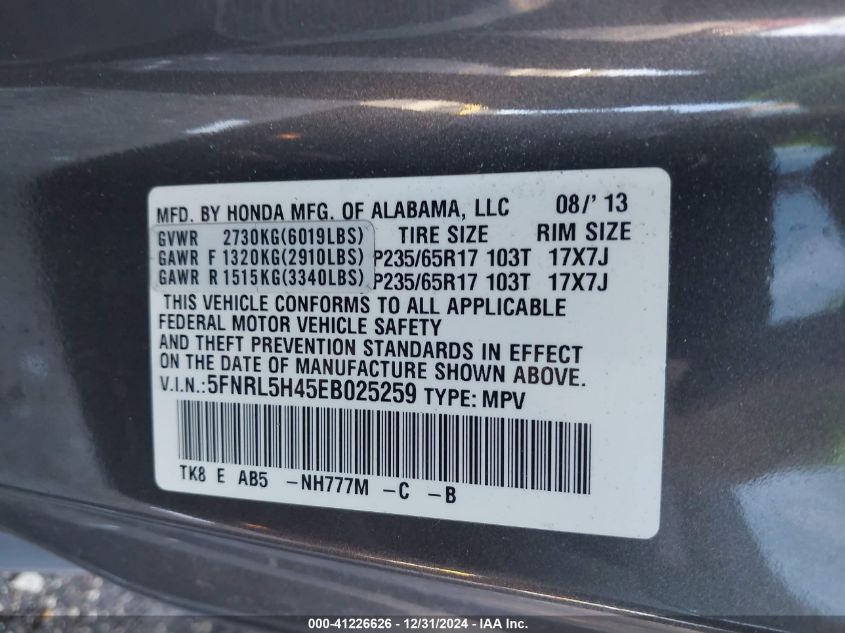 MFD. BY HONDA MFG. OF ALABAMA, LLC 08/' 13
GVWR 2730KG(6019LBS) TIRE SIZE RIM SIZE
GAWR F 1320KG(2910LBS) P235/65R17 103T 17X7J
GAWR R 1515KG(3340LBS) P235/65R17 103T 17X7J
THIS VEHICLE CONFORMS TO ALL APPLICABLE
FEDERAL MOTOR VEHICLE SAFETY
AND THEFT PREVENTION STANDARDS IN EFFECT
ON THE DATE OF MANUFACTURE SHOWN ABOVE.
V.I.N.:5FNRL5H45EB025259 TYPE: MPV
TK8 E AB5 -NH777M -C -B
000-41226626 - 12/31/2024 - IAA Inc.